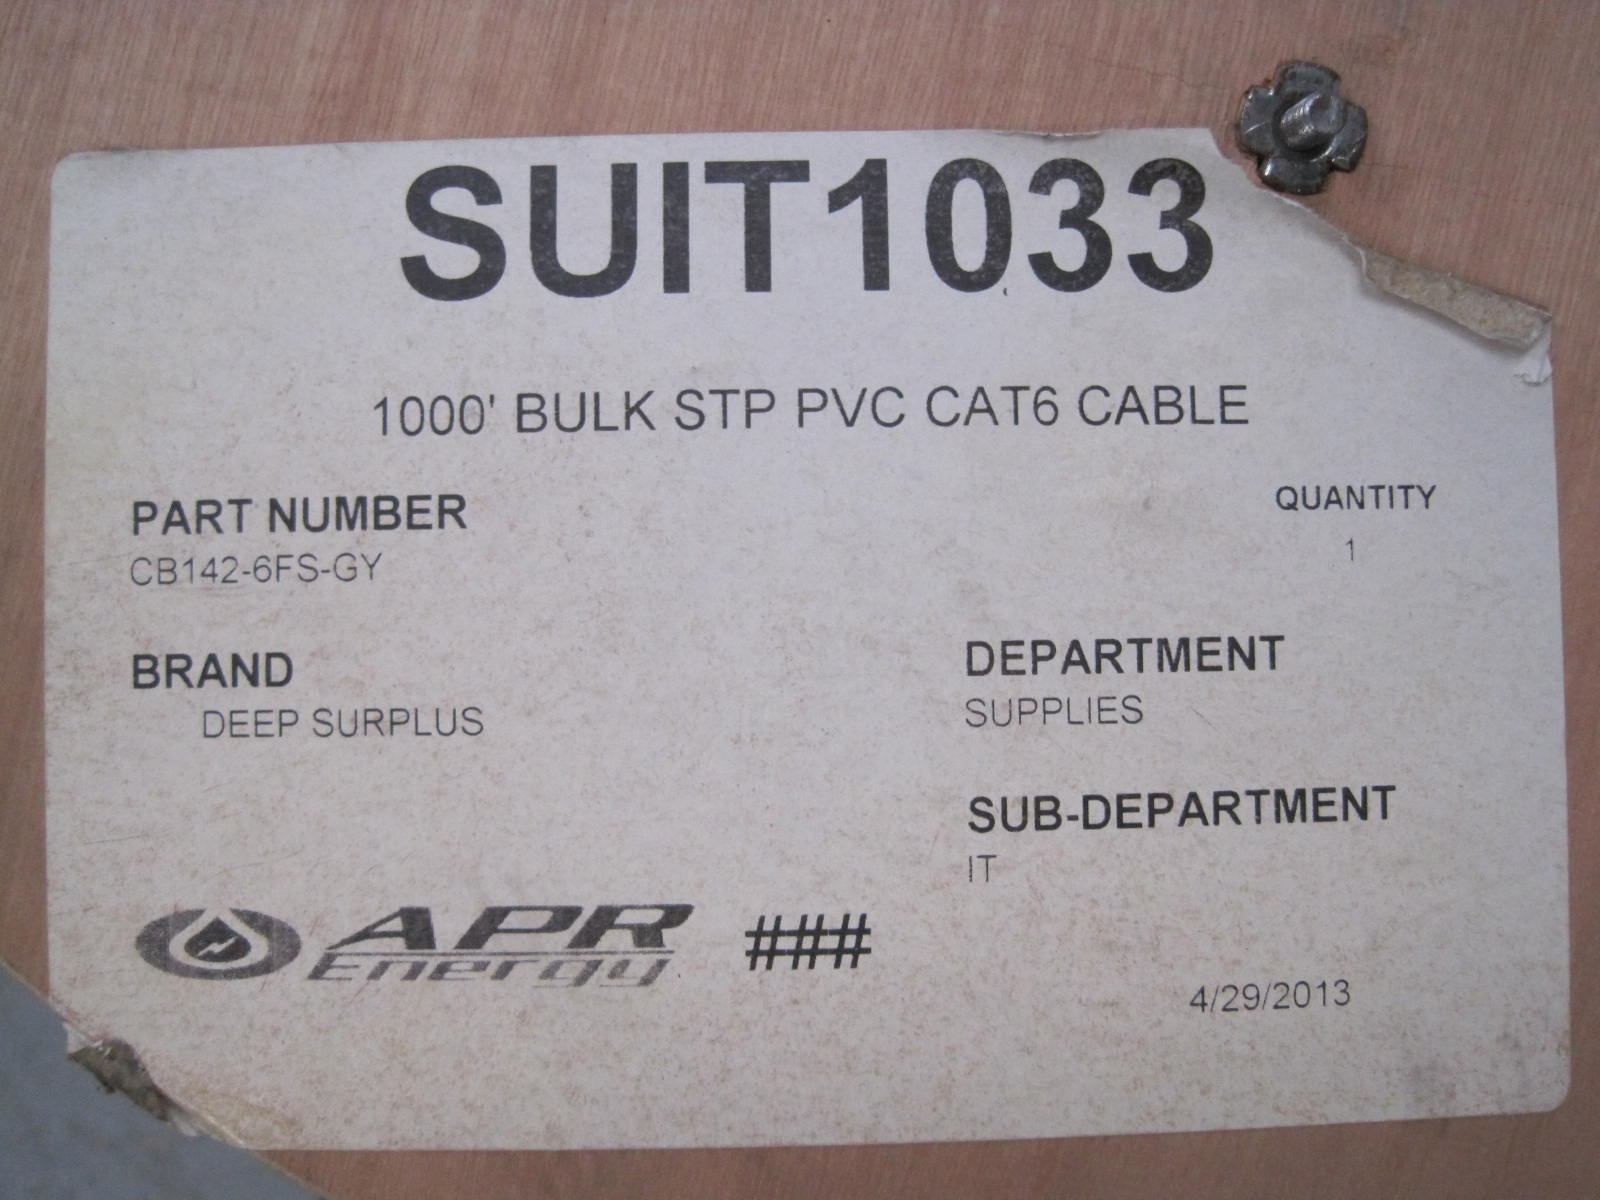 SUIT1033
1000' BULK STP PVC CAT6 CABLE
PART NUMBER
CB142-6FS-GY
QUANTITY
1
BRAND
DEEP SURPLUS
DEPARTMENT
SUPPLIES
SUB-DEPARTMENT
IT
APR
Energy
###
4/29/2013